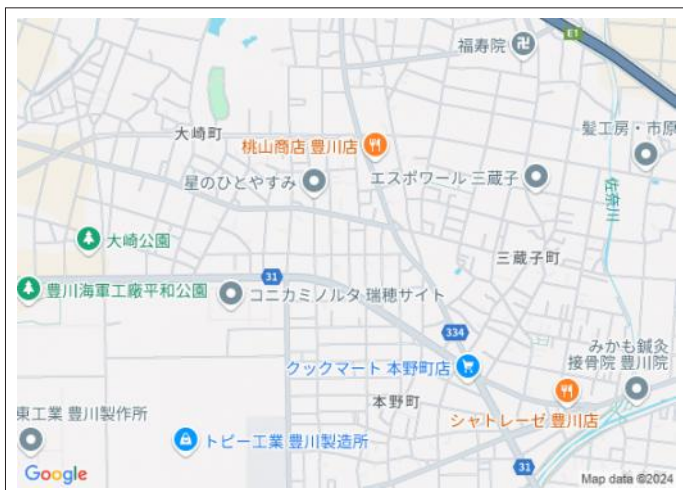 福寿院
E1
大崎町
桃山商店 豊川店
髪工房・市原
星のひとやすみ
エスポワール 三蔵子
佐奈川
大崎公園
三蔵子町
31
豊川海軍工廠平和公園
コニカミノルタ 瑞穂サイト
334
みかも鍼灸
接骨院 豊川院
クックマート 本野町店
本野町
シャトレーゼ 豊川店
東工業 豊川製作所
トピー工業 豊川製造所
31
Google
Map data ©2024